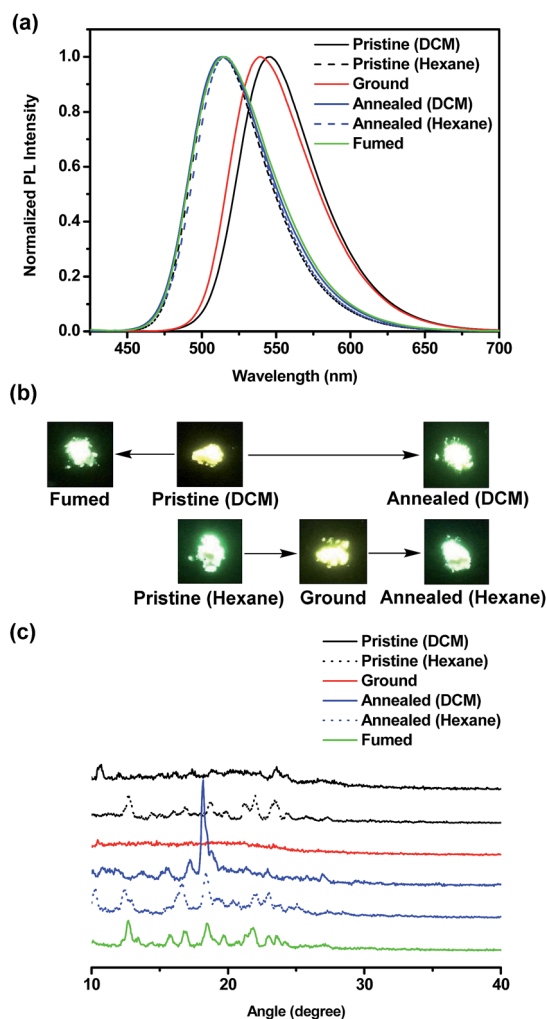 (a)
Normalized PL Intensity
1.0
0.8
0.6
0.4
0.2
0.0
Pristine (DCM)
Pristine (Hexane)
Ground
Annealed (DCM)
Annealed (Hexane)
Fumed
450 500 550 600 650 700
Wavelength (nm)
(b)
Fumed Pristine (DCM) Annealed (DCM)
Pristine (Hexane) Ground Annealed (Hexane)
(c)
Pristine (DCM)
Pristine (Hexane)
Ground
Annealed (DCM)
Annealed (Hexane)
Fumed
10 20 30 40
Angle (degree)